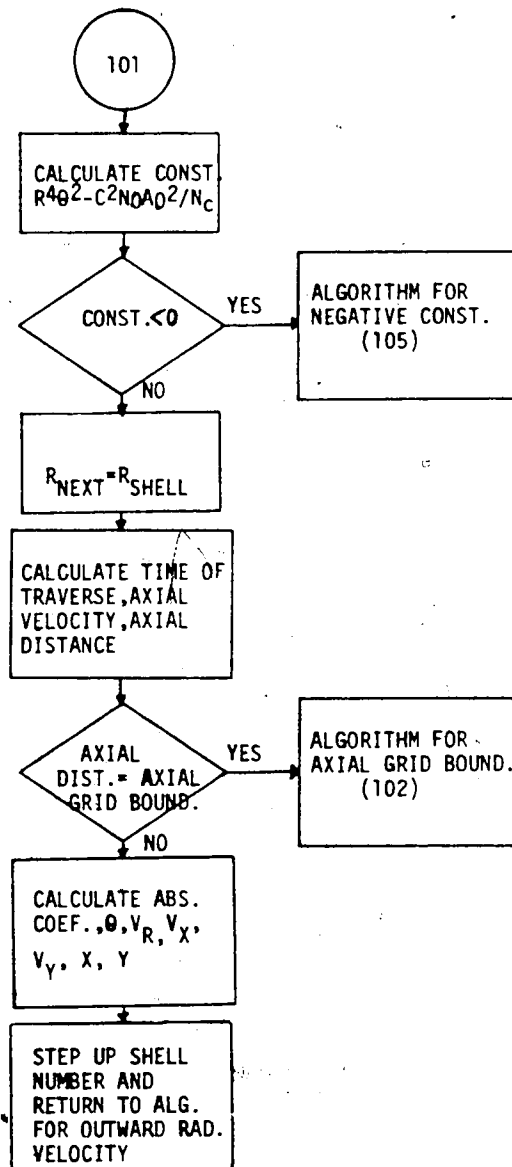 101
CALCULATE CONST.
R⁴θ²-C²N₀A₀²/N_C
CONST.<0
YES
ALGORITHM FOR
NEGATIVE CONST.
(105)
NO
R_NEXT=R_SHELL
CALCULATE TIME OF
TRAVERSE,AXIAL
VELOCITY,AXIAL
DISTANCE
AXIAL
DIST.= AXIAL
GRID BOUND.
YES
ALGORITHM FOR
AXIAL GRID BOUND.
(102)
NO
CALCULATE ABS.
COEF.,θ,V_R, V_X,
V_Y, X, Y
STEP UP SHELL
NUMBER AND
RETURN TO ALG.
FOR OUTWARD RAD.
VELOCITY